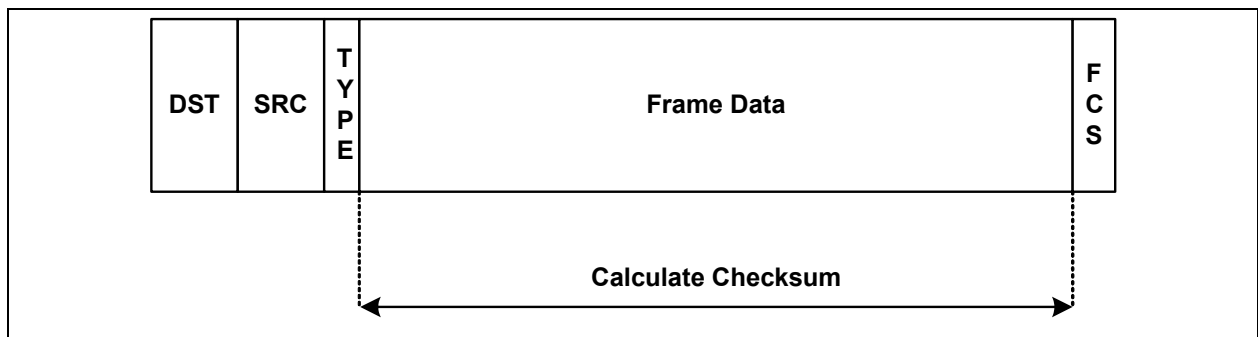 DST
SRC
T
Y
P
E
Frame Data
F
C
S
Calculate Checksum